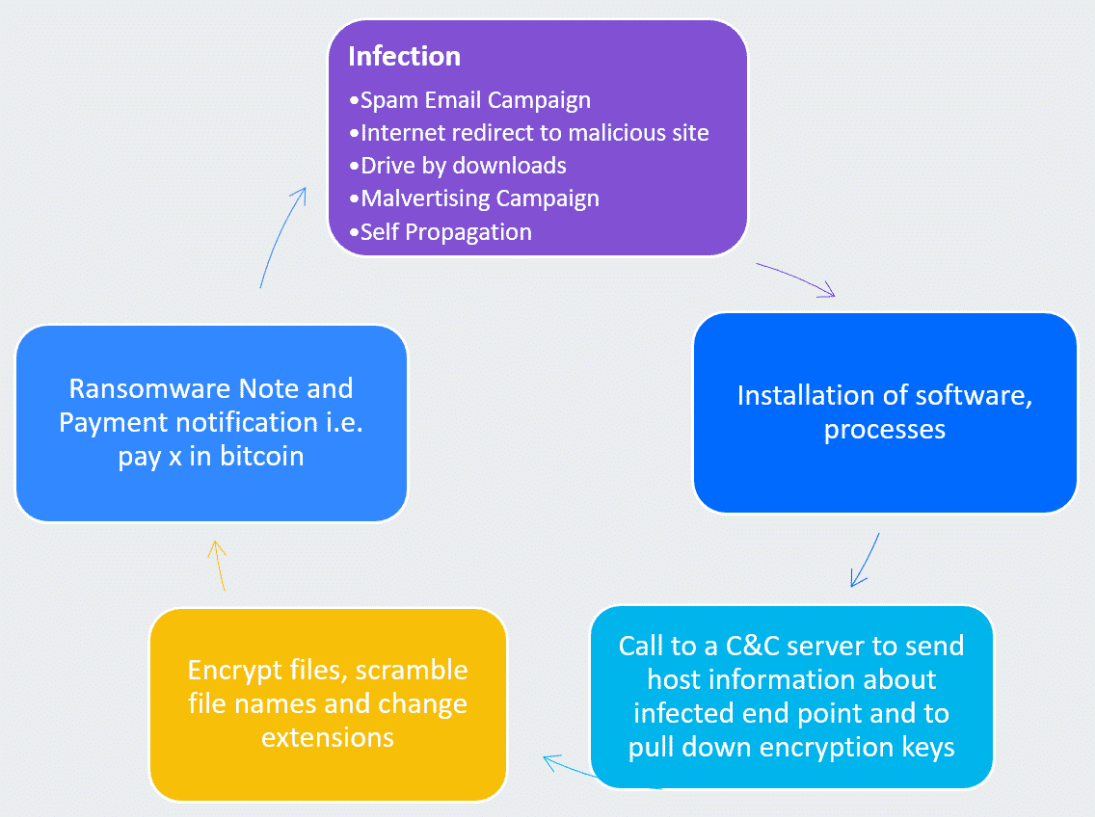 Infection
•Spam Email Campaign
•Internet redirect to malicious site
•Drive by downloads
•Malvertising Campaign
•Self Propagation
Installation of software,
processes
Call to a C&C server to send
host information about
infected end point and to
pull down encryption keys
Encrypt files, scramble
file names and change
extensions
Ransomware Note and
Payment notification i.e.
pay x in bitcoin